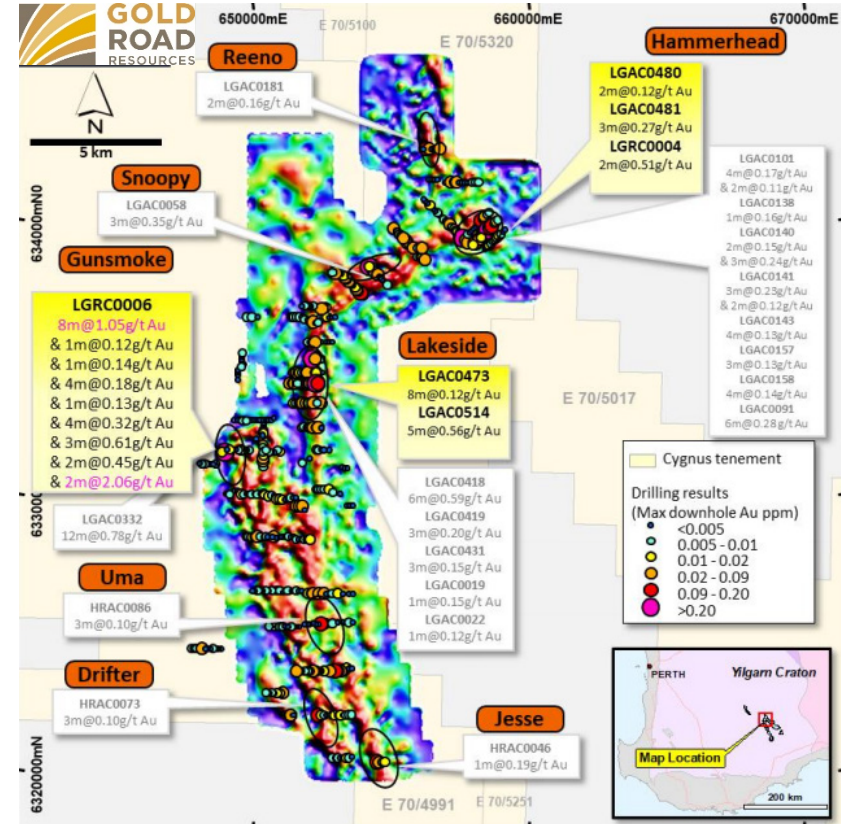 GOLD
ROAD
RESOURCES
650000mE
660000mE
670000mE
E 70/5100
E 70/5320
Reeno
LGAC0181
2m@0.16g/t Au
Hammerhead
LGAC0480
2m@0.12g/t Au
LGAC0481
3m@0.27g/t Au
LGRC0004
2m@0.51g/t Au
N
5 km
LGAC0101
4m@0.17g/t Au
& 2m@0.11g/t Au
LGAC0138
1m@0.16g/t Au
LGAC0140
2m@0.15g/t Au
& 3m@0.24g/t Au
LGAC0141
3m@0.23g/t Au
& 2m@0.12g/t Au
LGAC0143
4m@0.13g/t Au
LGAC0157
3m@0.13g/t Au
LGAC0158
4m@0.14g/t Au
LGAC0091
6m@0.28g/t Au
Snoopy
LGAC0058
3m@0.35g/t Au
634000mN0
Gunsmoke
LGRC0006
8m@1.05g/t Au
& 1m@0.12g/t Au
& 1m@0.14g/t Au
& 4m@0.18g/t Au
& 1m@0.13g/t Au
& 4m@0.32g/t Au
& 3m@0.61g/t Au
& 2m@0.45g/t Au
& 2m@2.06g/t Au
LGAC0332
12m@0.78g/t Au
63300
Lakeside
LGAC0473
8m@0.12g/t Au
LGAC0514
5m@0.56g/t Au
LGAC0418
6m@0.59g/t Au
LGAC0419
3m@0.20g/t Au
LGAC0431
3m@0.15g/t Au
LGAC0019
1m@0.15g/t Au
LGAC0022
1m@0.12g/t Au
E 70/5017
Cygnus tenement
Drilling results
(Max downhole Au ppm)
<0.005
0.005 - 0.01
0.01 - 0.02
0.02 - 0.09
0.09 - 0.20
>0.20
Uma
HRAC0086
3m@0.10g/t Au
Drifter
HRAC0073
3m@0.10g/t Au
Jesse
HRAC0046
1m@0.19g/t Au
6320000mN
E 70/4991
E 70/5251
PERTH
Yilgarn Craton
Map Location
200 km